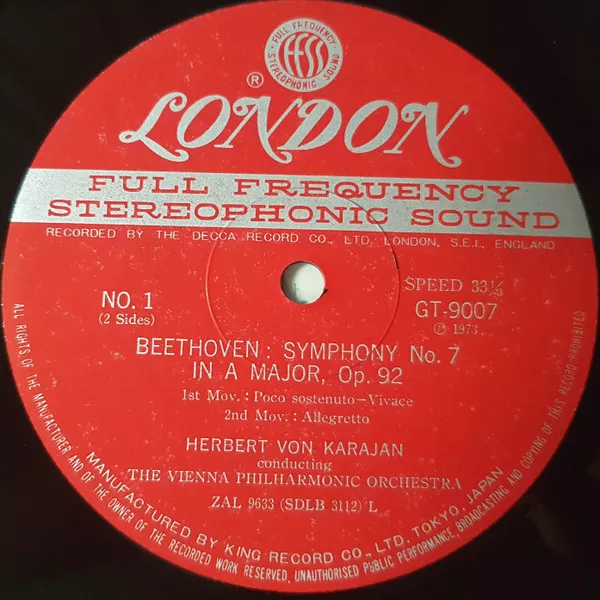 FULL FREQUENCY
ffss
STEREOPHONIC SOUND
®
LONDON
FULL FREQUENCY
STEREOPHONIC SOUND
RECORDED BY THE DECCA RECORD CO., LTD, LONDON, S.E.I., ENGLAND
NO. 1
(2 Sides)
SPEED 33⅓
GT-9007
Ⓟ 1973
BEETHOVEN: SYMPHONY No. 7
IN A MAJOR, Op. 92
1st Mov.: Poco sostenuto–Vivace
2nd Mov.: Allegretto
HERBERT VON KARAJAN
conducting
THE VIENNA PHILHARMONIC ORCHESTRA
ZAL 9633 (SDLB 3112) L
MANUFACTURED BY KING RECORD CO., LTD. TOKYO, JAPAN
ALL RIGHTS OF THE MANUFACTURER AND OF THE OWNER OF THE RECORDED WORK RESERVED, UNAUTHORISED PUBLIC PERFORMANCE, BROADCASTING AND COPYING OF THIS RECORD PROHIBITED